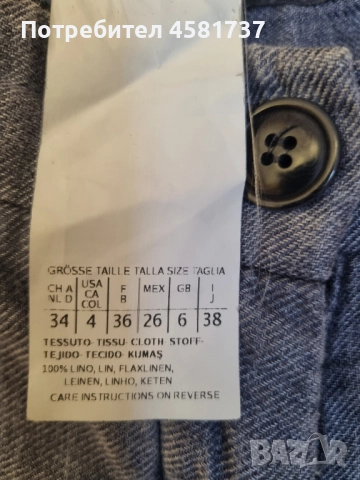 Потребител 4581737
GRÖSSE TAILLE TALLA SIZE TAGLIA
CH A NL D
USA CA COL
F B
MEX
GB
I J
34 4 36 26 6 38
TESSUTO· TISSU· CLOTH· STOFF·
TEJIDO· TECIDO· KUMAŞ
100% LINO, LIN, FLAXLINEN,
LEINEN, LINHO, KETEN
CARE INSTRUCTIONS ON REVERSE
BAZAR